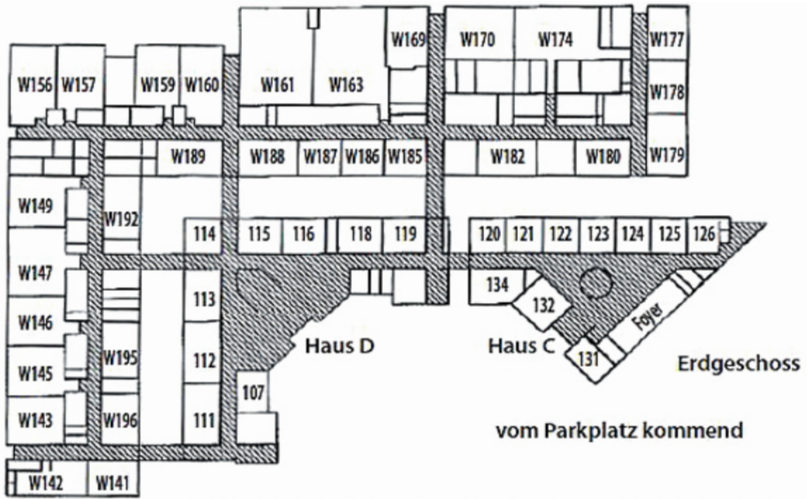 W169 W170 W174 W177
W156 W157 W159 W160 W161 W163 W178
W189 W188 W187 W186 W185 W182 W180 W179
W149 W192
114 115 116 118 119 120 121 122 123 124 125 126
W147 113 134 132
W146 Foyer
W195 112 Haus D Haus C 131 Erdgeschoss
W145
107
W143 W196 111 vom Parkplatz kommend
W142 W141